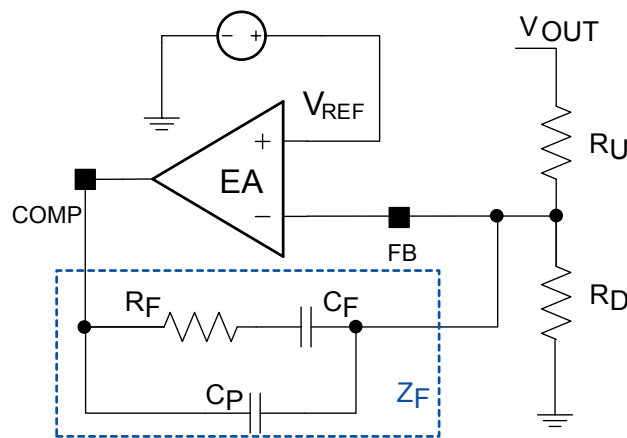 VOUT
− +
VREF
RU
+
EA
−
COMP
FB
RD
RF
CF
CP
ZF